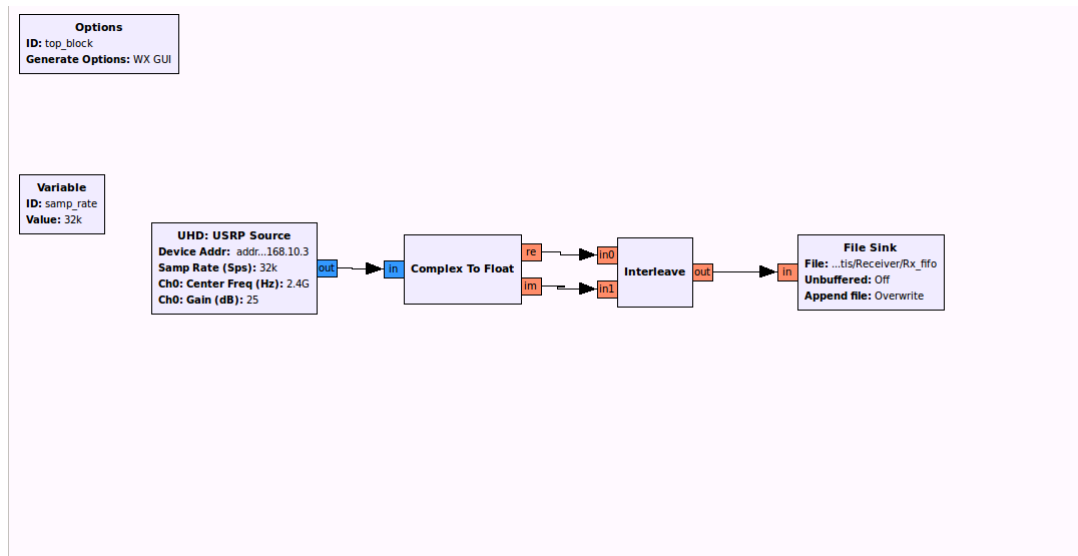 Options
ID: top_block
Generate Options: WX GUI
Variable
ID: samp_rate
Value: 32k
UHD: USRP Source
Device Addr: addr...168.10.3
Samp Rate (Sps): 32k
Ch0: Center Freq (Hz): 2.4G
Ch0: Gain (dB): 25
out
in
Complex To Float
re
im
in0
in1
Interleave
out
in
File Sink
File: ...tis/Receiver/Rx_fifo
Unbuffered: Off
Append file: Overwrite